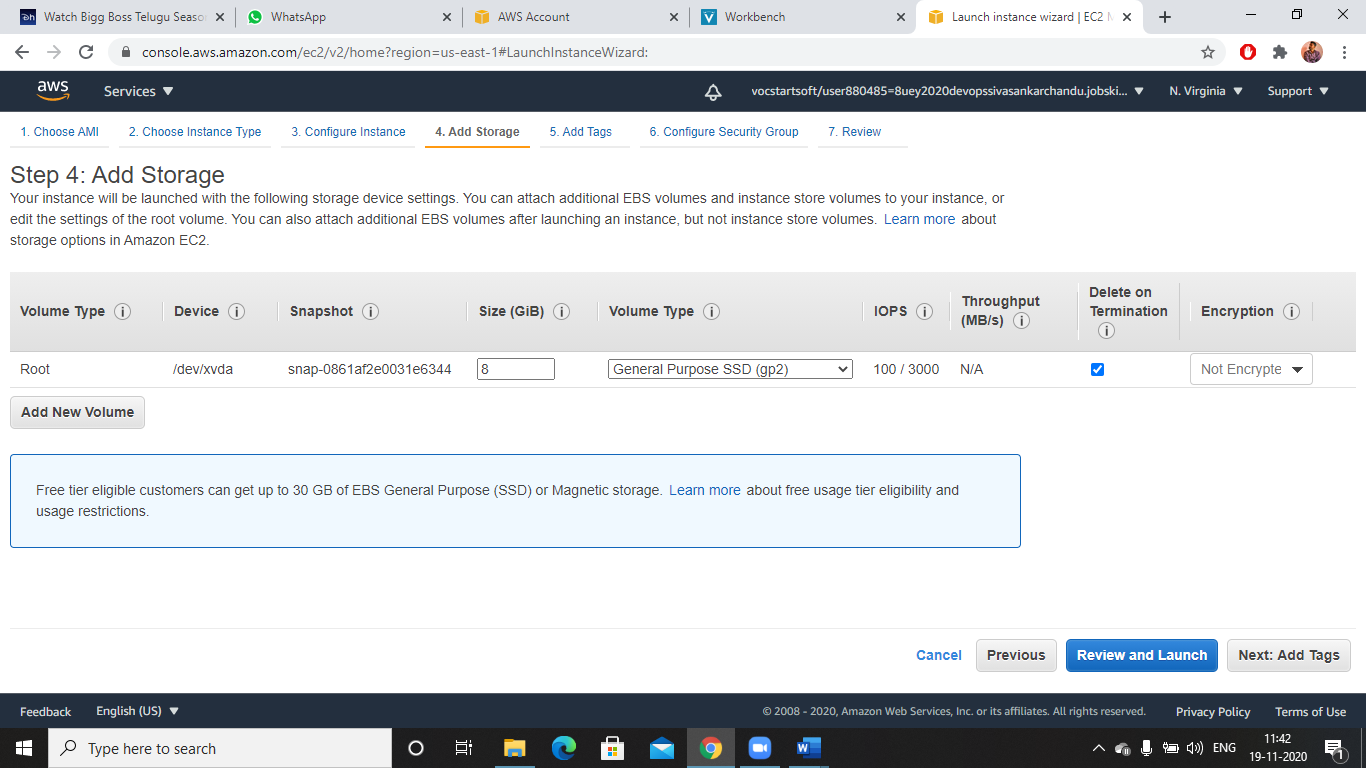 Watch Bigg Boss Telugu Seaso
WhatsApp
AWS Account
Workbench
Launch instance wizard | EC2 M
console.aws.amazon.com/ec2/v2/home?region=us-east-1#LaunchInstanceWizard:
aws
Services
vocstartsoft/user880485=8uey2020devopssivasankarchandu.jobski...
N. Virginia
Support
1. Choose AMI
2. Choose Instance Type
3. Configure Instance
4. Add Storage
5. Add Tags
6. Configure Security Group
7. Review
Step 4: Add Storage
Your instance will be launched with the following storage device settings. You can attach additional EBS volumes and instance store volumes to your instance, or
edit the settings of the root volume. You can also attach additional EBS volumes after launching an instance, but not instance store volumes. Learn more about
storage options in Amazon EC2.
Volume Type
Device
Snapshot
Size (GiB)
Volume Type
IOPS
Throughput
(MB/s)
Delete on
Termination
Encryption
Root
/dev/xvda
snap-0861af2e0031e6344
8
General Purpose SSD (gp2)
100 / 3000
N/A
Not Encrypte
Add New Volume
Free tier eligible customers can get up to 30 GB of EBS General Purpose (SSD) or Magnetic storage. Learn more about free usage tier eligibility and
usage restrictions.
Cancel
Previous
Review and Launch
Next: Add Tags
Feedback
English (US)
© 2008 - 2020, Amazon Web Services, Inc. or its affiliates. All rights reserved.
Privacy Policy
Terms of Use
Type here to search
ENG
11:42
19-11-2020
1